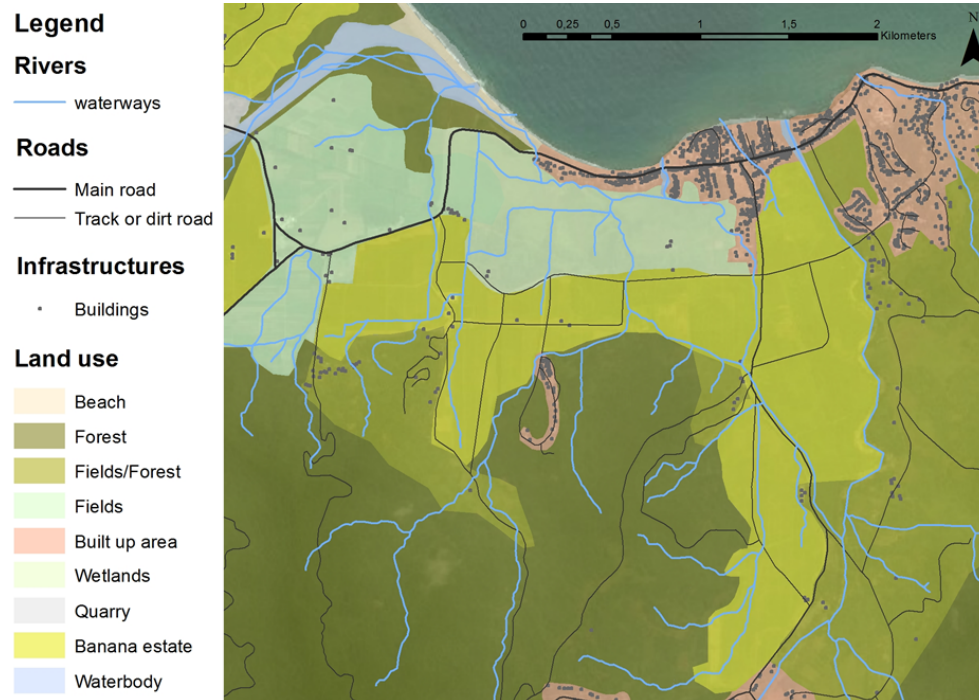 Legend
Rivers
waterways
Roads
Main road
Track or dirt road
Infrastructures
Buildings
Land use
Beach
Forest
Fields/Forest
Fields
Built up area
Wetlands
Quarry
Banana estate
Waterbody
0 0,25 0,5 1 1,5 2
Kilometers
N